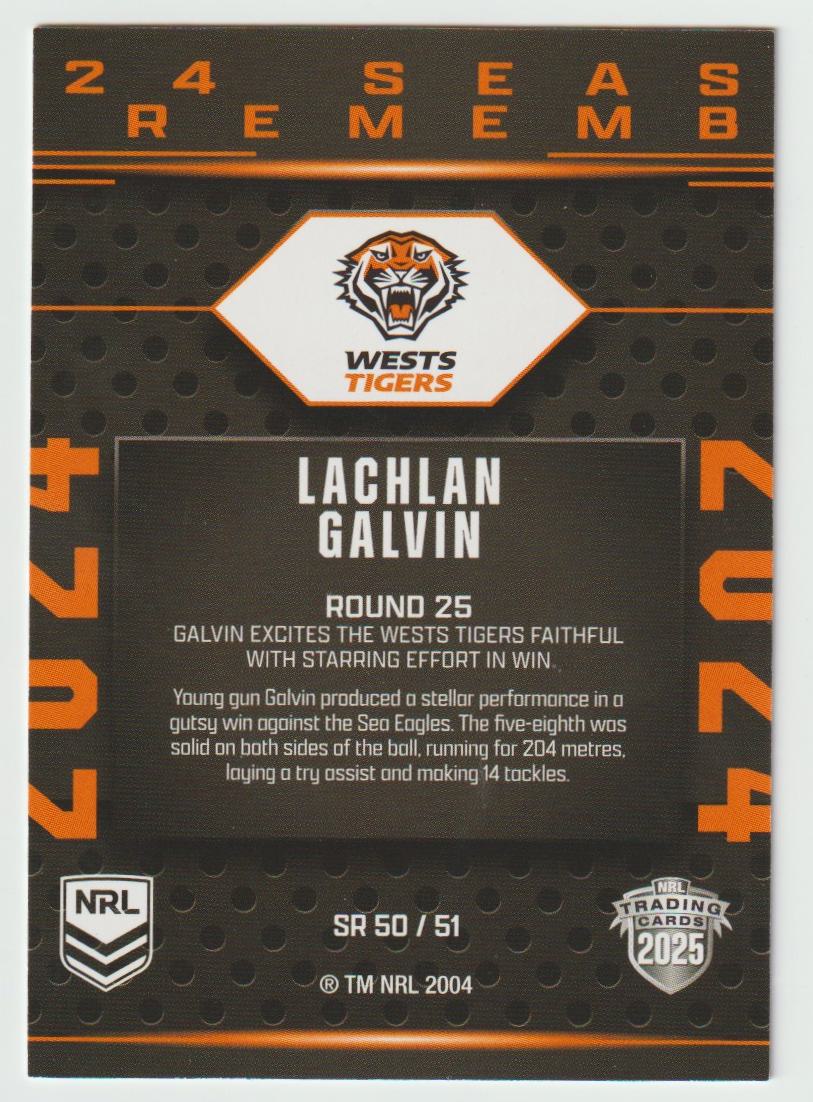 24 SEAS
REMEMB
WESTS
TIGERS
2024
2024
LACHLAN
GALVIN
ROUND 25
GALVIN EXCITES THE WESTS TIGERS FAITHFUL
WITH STARRING EFFORT IN WIN.
Young gun Galvin produced a stellar performance in a
gutsy win against the Sea Eagles. The five-eighth was
solid on both sides of the ball, running for 204 metres,
laying a try assist and making 14 tackles.
NRL
SR 50 / 51
NRL
TRADING
CARDS
2025
® TM NRL 2004